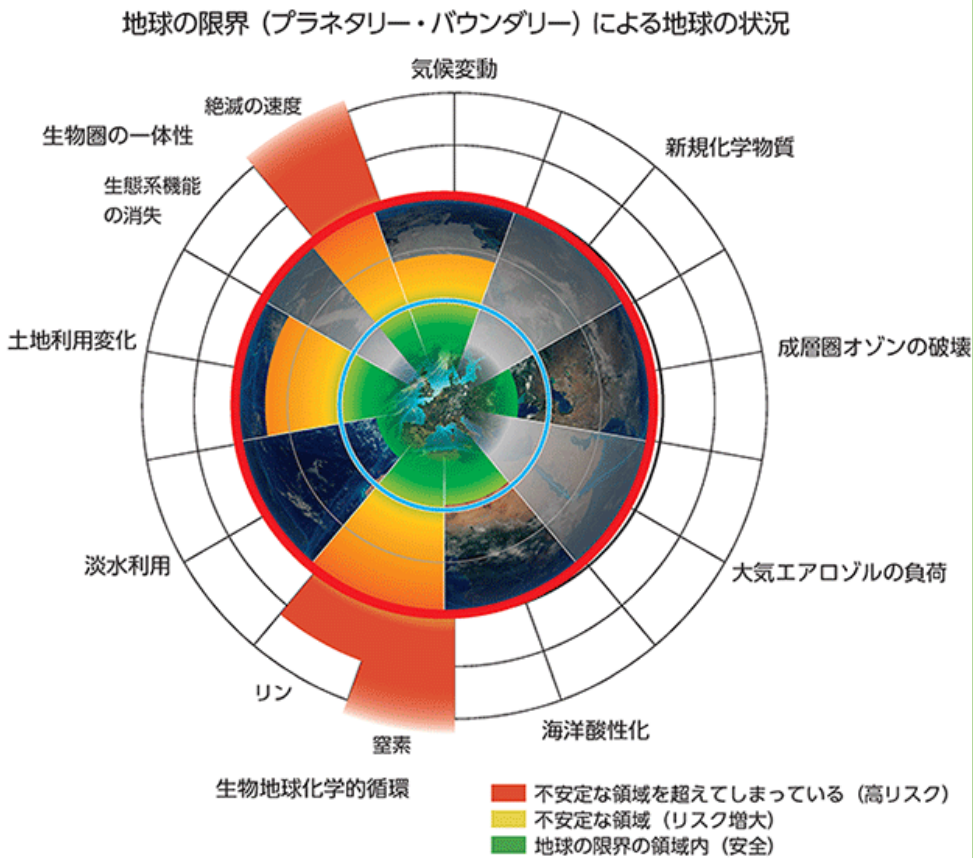 地球の限界（プラネタリー・バウンダリー）による地球の状況
気候変動
絶滅の速度
生物圏の一体性
新規化学物質
生態系機能
の消失
土地利用変化
成層圏オゾンの破壊
淡水利用
大気エアロゾルの負荷
リン
海洋酸性化
窒素
生物地球化学的循環
不安定な領域を超えてしまっている（高リスク）
不安定な領域（リスク増大）
地球の限界の領域内（安全）